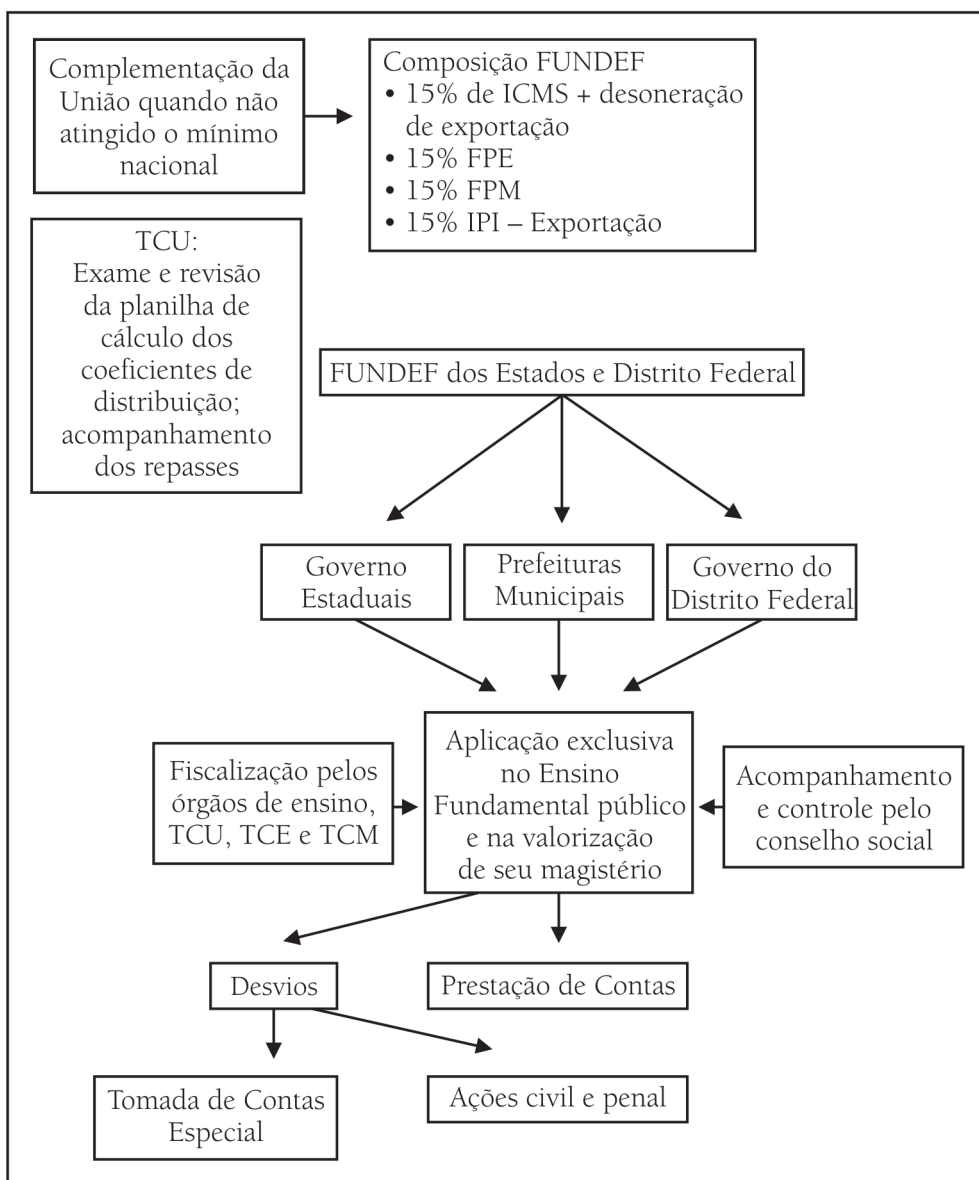 Complementação da
União quando não
atingido o mínimo
nacional
Composição FUNDEF
• 15% de ICMS + desoneração
de exportação
• 15% FPE
• 15% FPM
• 15% IPI – Exportação
TCU:
Exame e revisão
da planilha de
cálculo dos
coeficientes de
distribuição;
acompanhamento
dos repasses
FUNDEF dos Estados e Distrito Federal
Governo
Estaduais
Prefeituras
Municipais
Governo do
Distrito Federal
Fiscalização pelos
órgãos de ensino,
TCU, TCE e TCM
Aplicação exclusiva
no Ensino
Fundamental público
e na valorização
de seu magistério
Acompanhamento
e controle pelo
conselho social
Desvios
Prestação de Contas
Tomada de Contas
Especial
Ações civil e penal